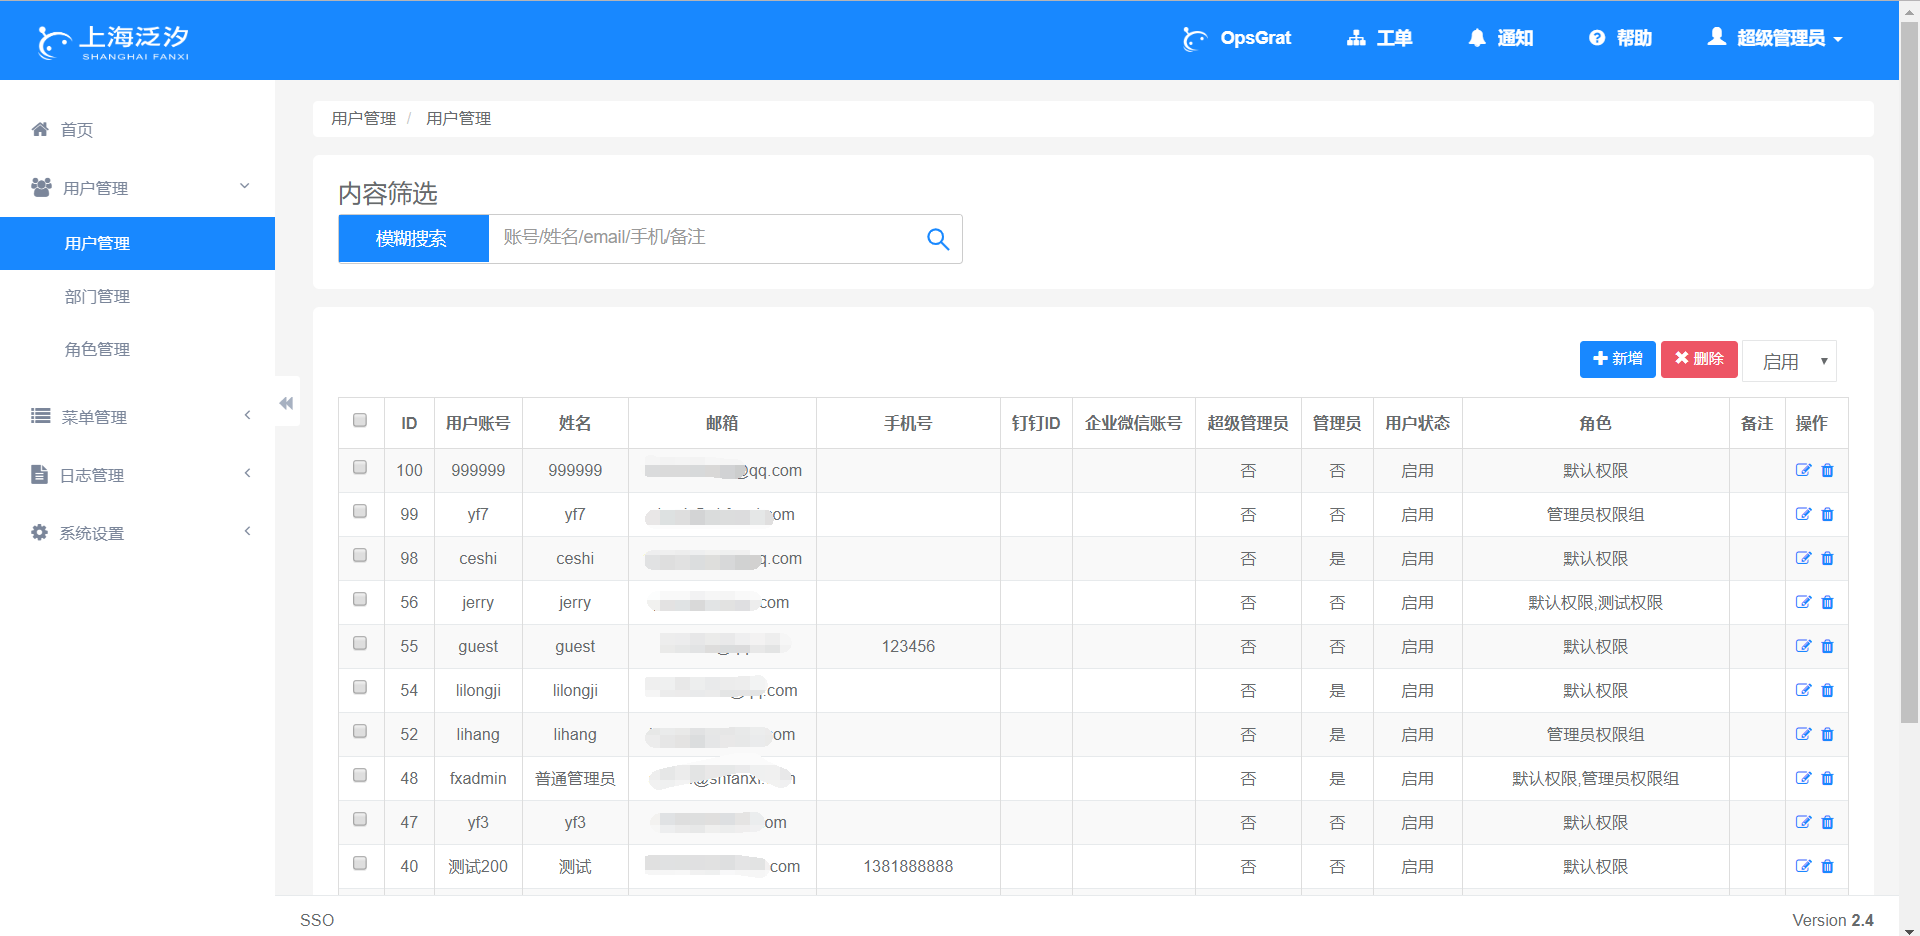 上海泛汐
SHANGHAI FANXI
OpsGrat 工单 通知 帮助 超级管理员
首页
用户管理
用户管理
部门管理
角色管理
菜单管理
日志管理
系统设置
用户管理 / 用户管理
内容筛选
模糊搜索 账号/姓名/email/手机/备注
新增 删除 启用
ID 用户账号 姓名 邮箱 手机号 钉钉ID 企业微信账号 超级管理员 管理员 用户状态 角色 备注 操作
100 999999 999999 @qq.com 否 否 启用 默认权限
99 yf7 yf7 om 否 否 启用 管理员权限组
98 ceshi ceshi q.com 否 是 启用 默认权限
56 jerry jerry com 否 否 启用 默认权限,测试权限
55 guest guest 123456 否 否 启用 默认权限
54 lilongji lilongji .com 否 是 启用 默认权限
52 lihang lihang om 否 是 启用 管理员权限组
48 fxadmin 普通管理员 @shfanxi. 否 是 启用 默认权限,管理员权限组
47 yf3 yf3 om 否 否 启用 默认权限
40 测试200 测试 com 1381888888 否 否 启用 默认权限
SSO Version 2.4